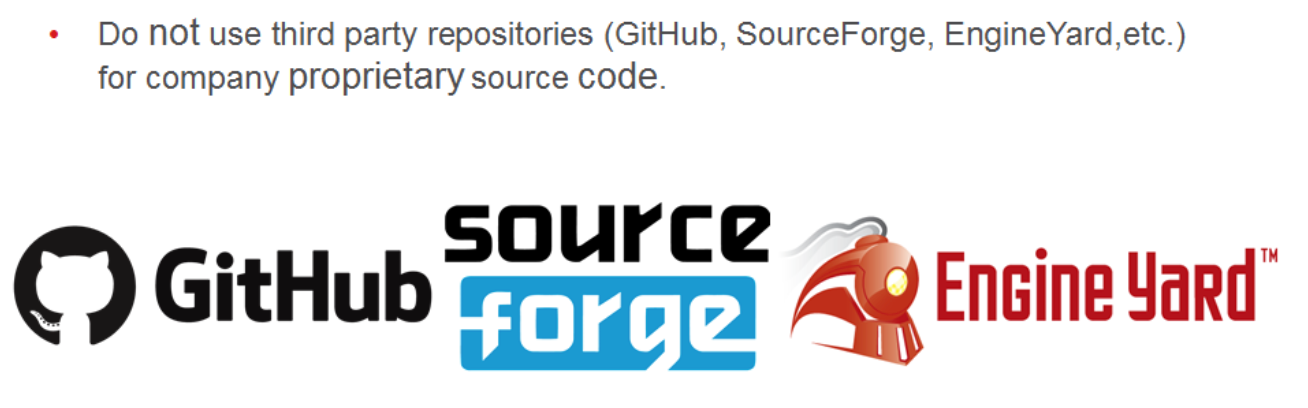 • Do not use third party repositories (GitHub, SourceForge, EngineYard,etc.)
for company proprietary source code.
GitHub
source
forge
Engine Yard™